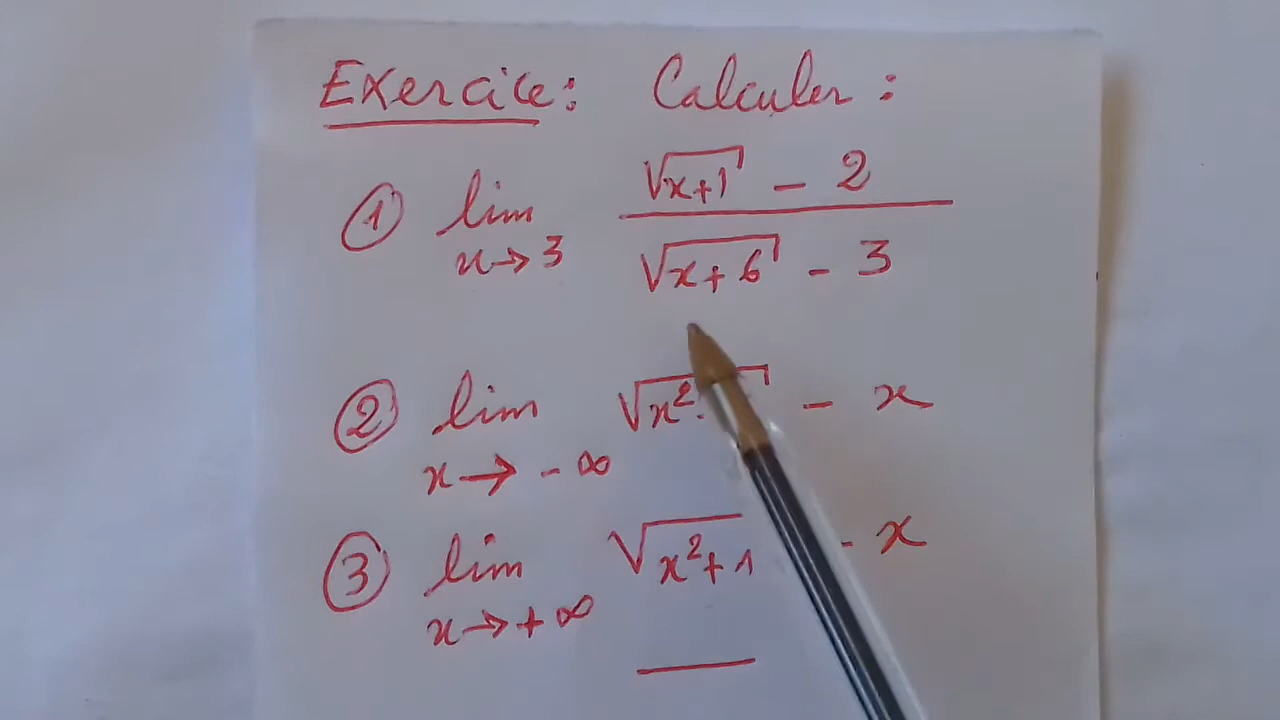 Exercice: Calculer:
① lim x→3 (√(x+1) - 2) / (√(x+6) - 3)
② lim x→-∞ √(x² - x
③ lim x→+∞ √(x²+1 - x